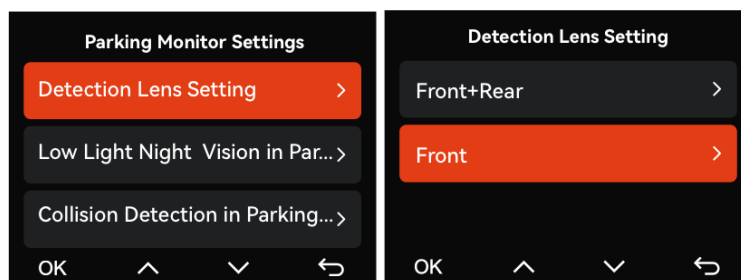 Parking Monitor Settings
Detection Lens Setting
Low Light Night Vision in Par...
Collision Detection in Parking...
OK
Detection Lens Setting
Front+Rear
Front
OK